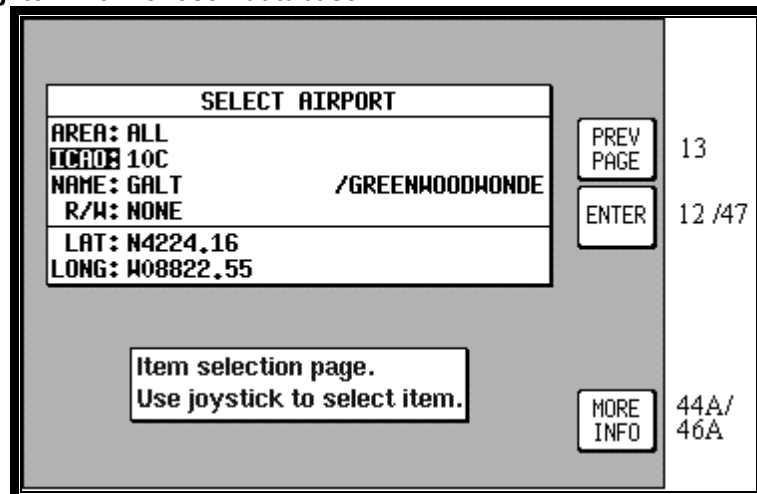 SELECT AIRPORT
AREA: ALL
ICAO: 10C
NAME: GALT /GREENWOODWONDE
R/W: NONE
LAT: N4224.16
LONG: W08822.55
PREV
PAGE
13
ENTER
12 /47
Item selection page.
Use joystick to select item.
MORE
INFO
44A/
46A